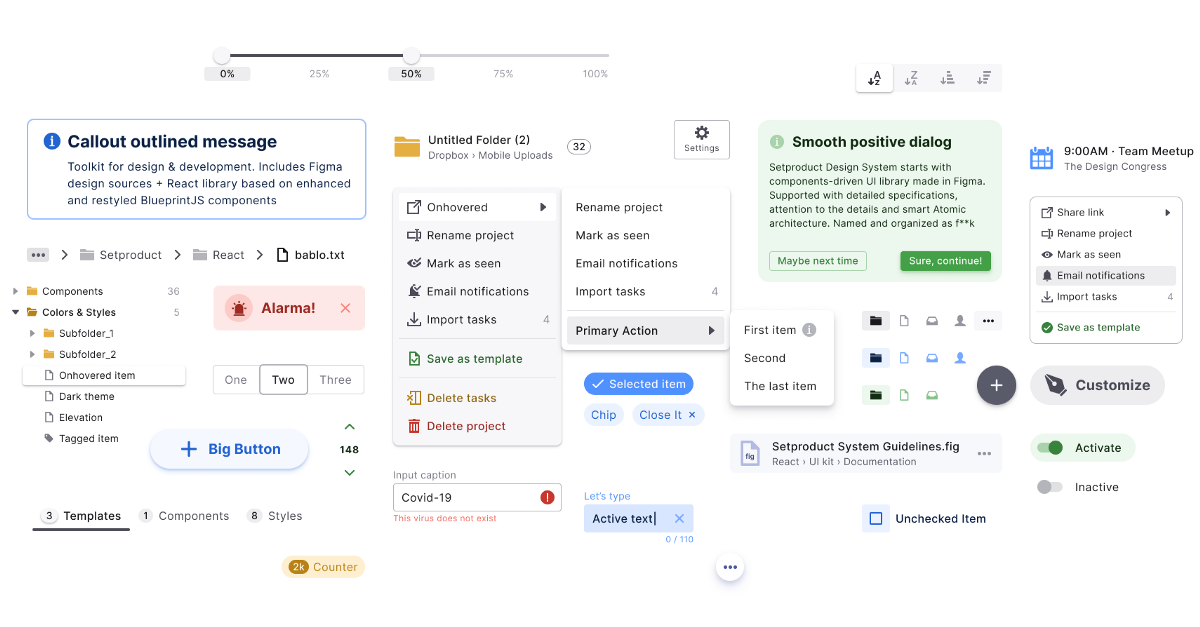 0%
25%
50%
75%
100%
A
Z
Z
A
Callout outlined message
Toolkit for design & development. Includes Figma
design sources + React library based on enhanced
and restyled BlueprintJS components
Untitled Folder (2)
Dropbox › Mobile Uploads
32
Settings
Smooth positive dialog
Setproduct Design System starts with
components-driven UI library made in Figma.
Supported with detailed specifications,
attention to the details and smart Atomic
architecture. Named and organized as f**k
Maybe next time
Sure, continue!
9:00AM · Team Meetup
The Design Congress
Setproduct
React
bablo.txt
Components 36
Colors & Styles 5
Subfolder_1
Subfolder_2
Onhovered item
Dark theme
Elevation
Tagged item
Alarma!
One
Two
Three
Big Button
148
3 Templates
1 Components
8 Styles
2k Counter
Onhovered
Rename project
Mark as seen
Email notifications
Import tasks 4
Save as template
Delete tasks
Delete project
Rename project
Mark as seen
Email notifications
Import tasks 4
Primary Action
First item
Second
The last item
Selected item
Chip
Close It ×
Input caption
Covid-19
This virus does not exist
Let's type
Active text
0 / 110
Share link
Rename project
Mark as seen
Email notifications
Import tasks 4
Save as template
Customize
fig
Setproduct System Guidelines.fig
React › UI kit › Documentation
Activate
Inactive
Unchecked Item